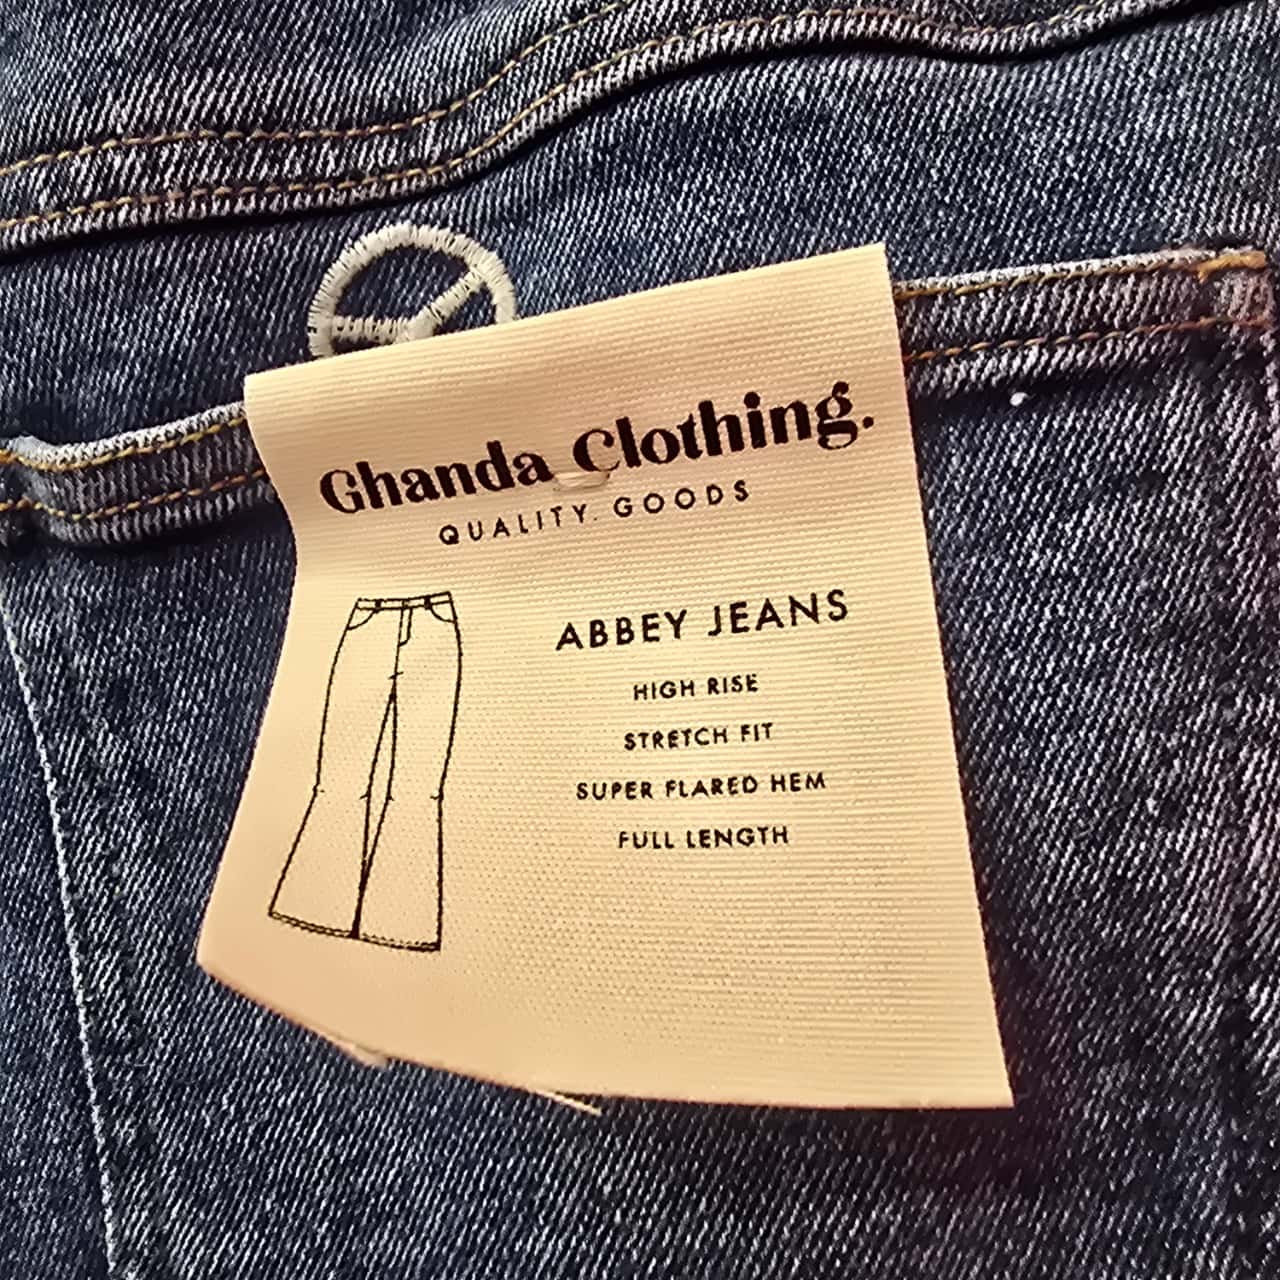 Ghanda Clothing.
QUALITY. GOODS
ABBEY JEANS
HIGH RISE
STRETCH FIT
SUPER FLARED HEM
FULL LENGTH